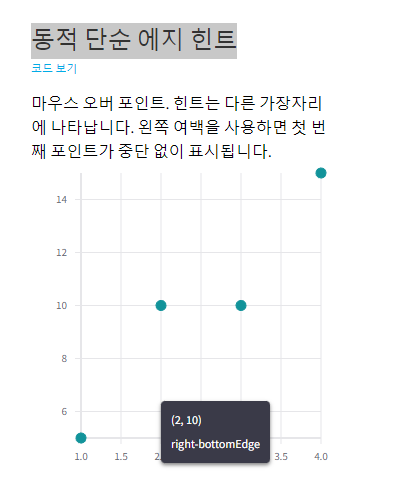 동적 단순 에지 힌트
코드 보기
마우스 오버 포인트. 힌트는 다른 가장자리
에 나타납니다. 왼쪽 여백을 사용하면 첫 번
째 포인트가 중단 없이 표시됩니다.
14
12
10
8
6
(2, 10)
right-bottomEdge
1.0 1.5 3.5 4.0